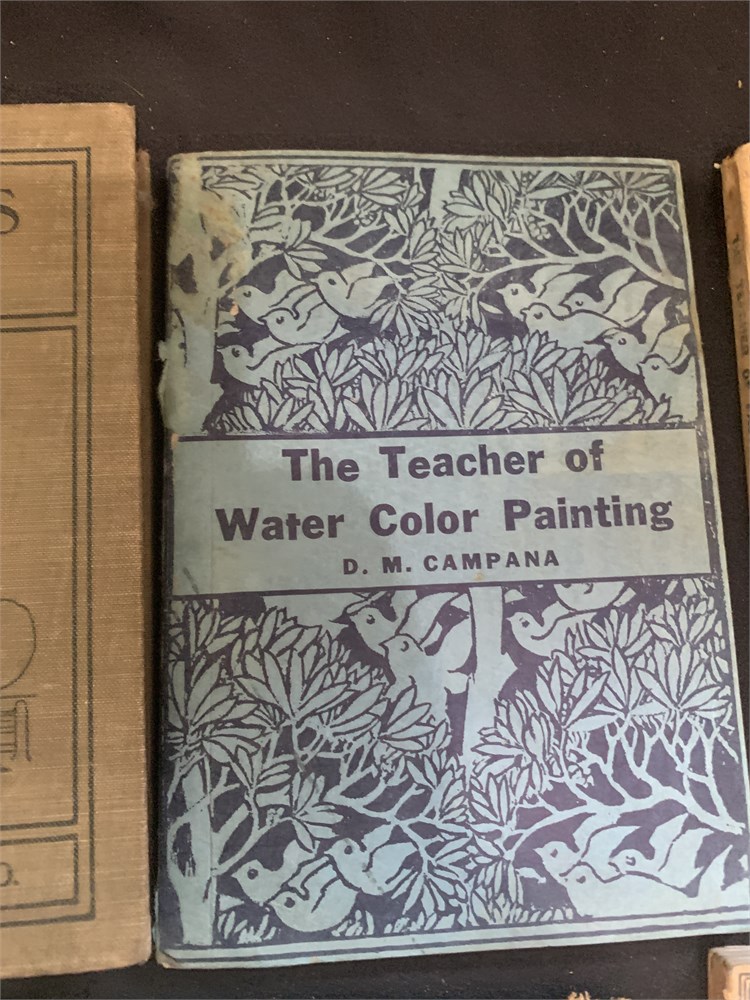 The Teacher of
Water Color Painting
D. M. CAMPANA